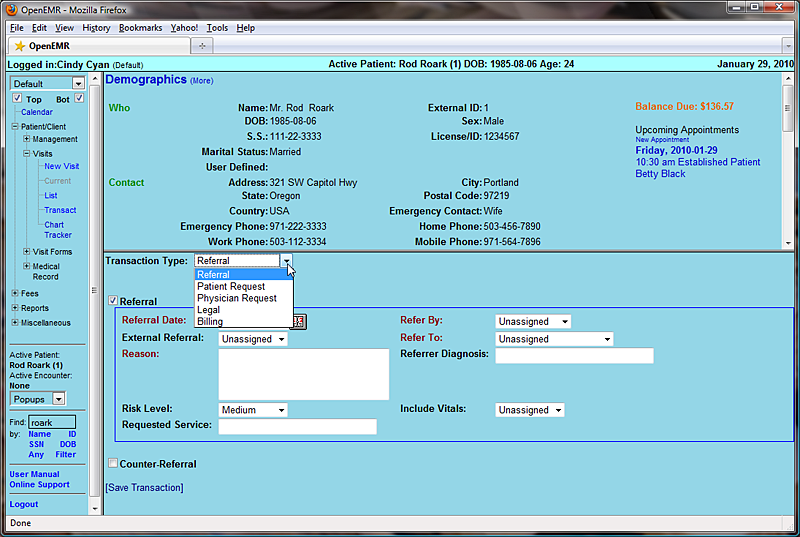 OpenEMR - Mozilla Firefox
File Edit View History Bookmarks Yahoo! Tools Help
OpenEMR
Logged in:Cindy Cyan (Default) Active Patient: Rod Roark (1) DOB: 1985-08-06 Age: 24 January 29, 2010
Default
Top Bot
Calendar
Patient/Client
Management
Visits
New Visit
Current
List
Transact
Chart
Tracker
Visit Forms
Medical
Record
Fees
Reports
Miscellaneous
Active Patient:
Rod Roark (1)
Active Encounter:
None
Popups
Find: roark
by: Name ID
SSN DOB
Any Filter
User Manual
Online Support
Logout
Demographics (More)
Who Name: Mr. Rod Roark External ID: 1
DOB: 1985-08-06 Sex: Male
S.S.: 111-22-3333 License/ID: 1234567
Marital Status: Married
User Defined:
Contact Address: 321 SW Capitol Hwy City: Portland
State: Oregon Postal Code: 97219
Country: USA Emergency Contact: Wife
Emergency Phone: 971-222-3333 Home Phone: 503-456-7890
Work Phone: 503-112-3334 Mobile Phone: 971-564-7896
Balance Due: $136.57
Upcoming Appointments
New Appointment
Friday, 2010-01-29
10:30 am Established Patient
Betty Black
Transaction Type: Referral
Referral
Patient Request
Physician Request
Legal
Billing
Referral
Referral Date: Refer By: Unassigned
External Referral: Unassigned Refer To: Unassigned
Reason: Referrer Diagnosis:
Risk Level: Medium Include Vitals: Unassigned
Requested Service:
Counter-Referral
[Save Transaction]
Done